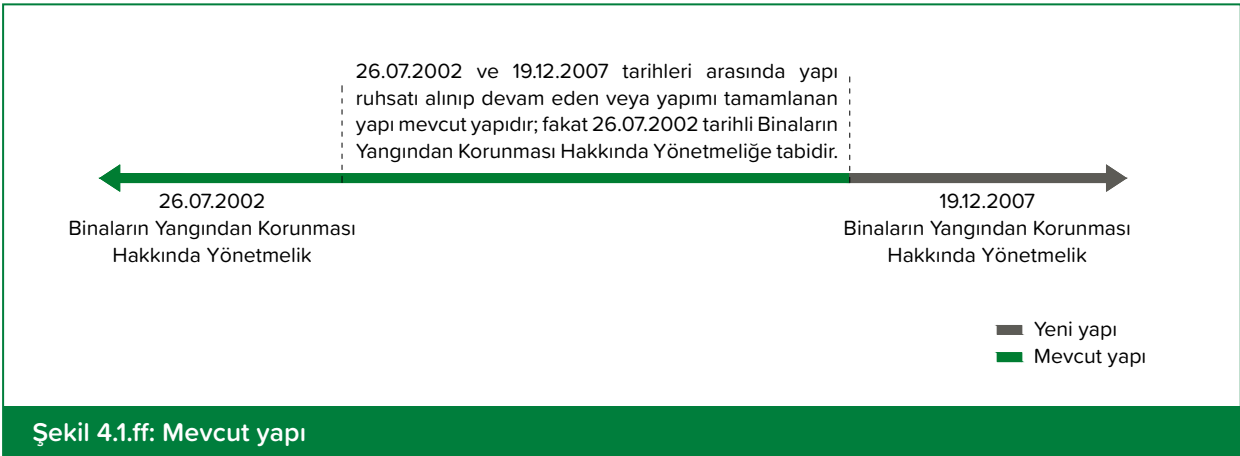 26.07.2002 ve 19.12.2007 tarihleri arasında yapı
ruhsatı alınıp devam eden veya yapımı tamamlanan
yapı mevcut yapıdır; fakat 26.07.2002 tarihli Binaların
Yangından Korunması Hakkında Yönetmeliğe tabidir.
26.07.2002
Binaların Yangından Korunması
Hakkında Yönetmelik
19.12.2007
Binaların Yangından Korunması
Hakkında Yönetmelik
Yeni yapı
Mevcut yapı
Şekil 4.1.ff: Mevcut yapı